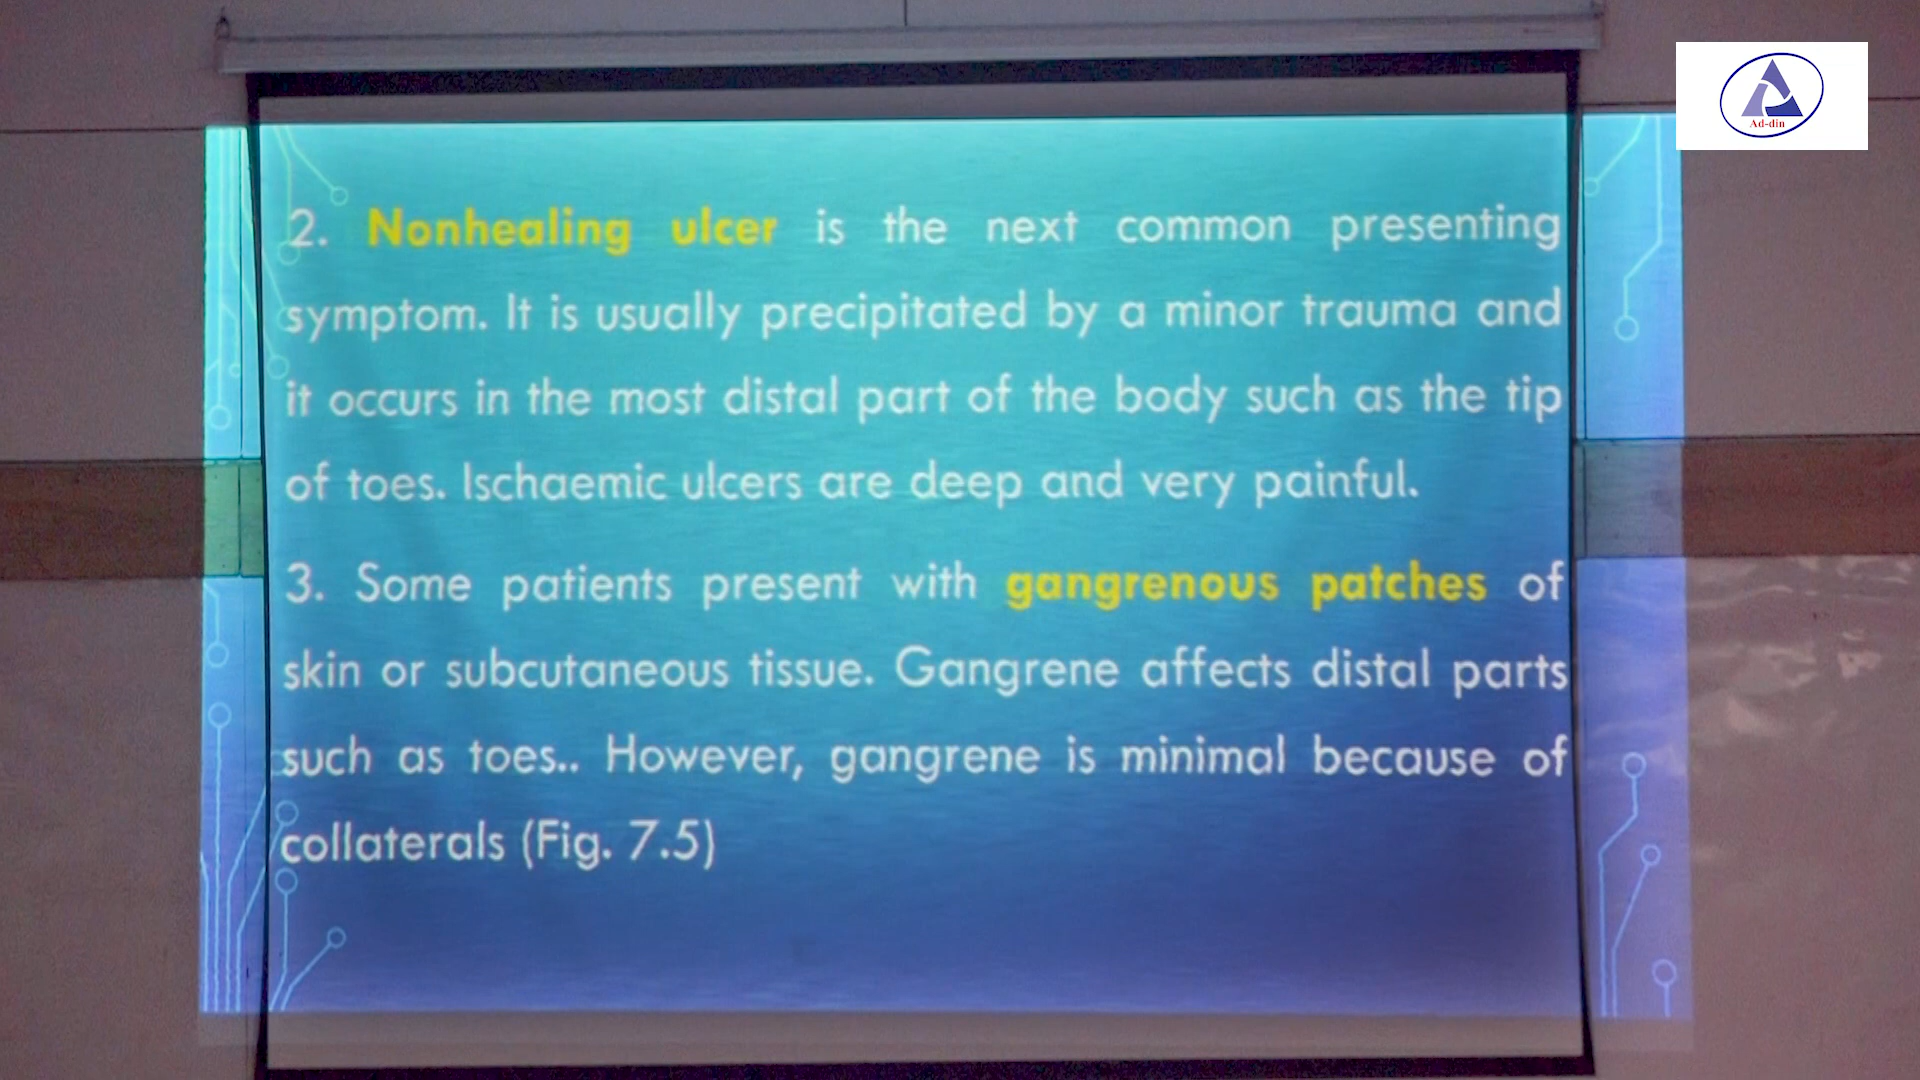 Ad-din
2. Nonhealing ulcer is the next common presenting
symptom. It is usually precipitated by a minor trauma and
it occurs in the most distal part of the body such as the tip
of toes. Ischaemic ulcers are deep and very painful.
3. Some patients present with gangrenous patches of
skin or subcutaneous tissue. Gangrene affects distal parts
such as toes.. However, gangrene is minimal because of
collaterals (Fig. 7.5)